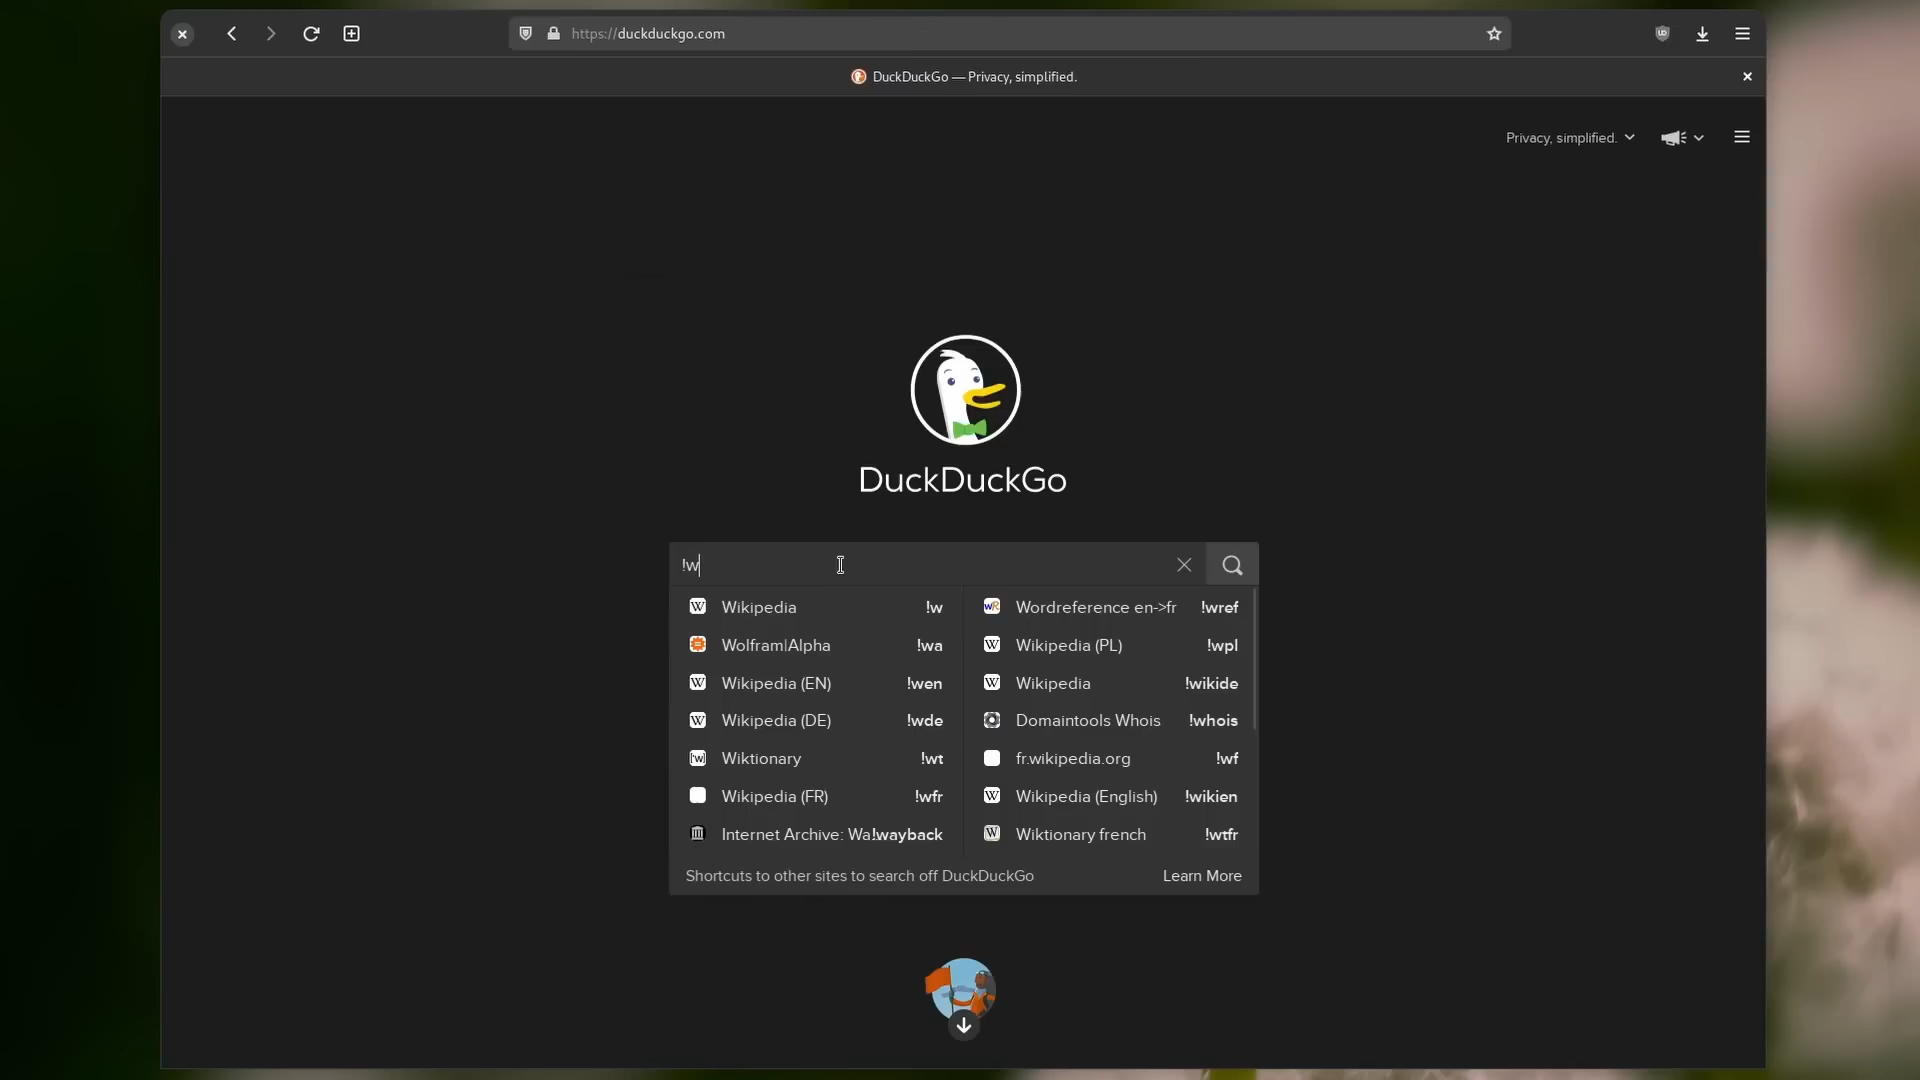 https://duckduckgo.com
DuckDuckGo — Privacy, simplified.
Privacy, simplified.
DuckDuckGo
!w
Wikipedia !w
Wolfram|Alpha !wa
Wikipedia (EN) !wen
Wikipedia (DE) !wde
Wiktionary !wt
Wikipedia (FR) !wfr
Internet Archive: Wa...!wayback
Wordreference en->fr !wref
Wikipedia (PL) !wpl
Wikipedia !wikide
Domaintools Whois !whois
fr.wikipedia.org !wf
Wikipedia (English) !wikien
Wiktionary french !wtfr
Shortcuts to other sites to search off DuckDuckGo Learn More